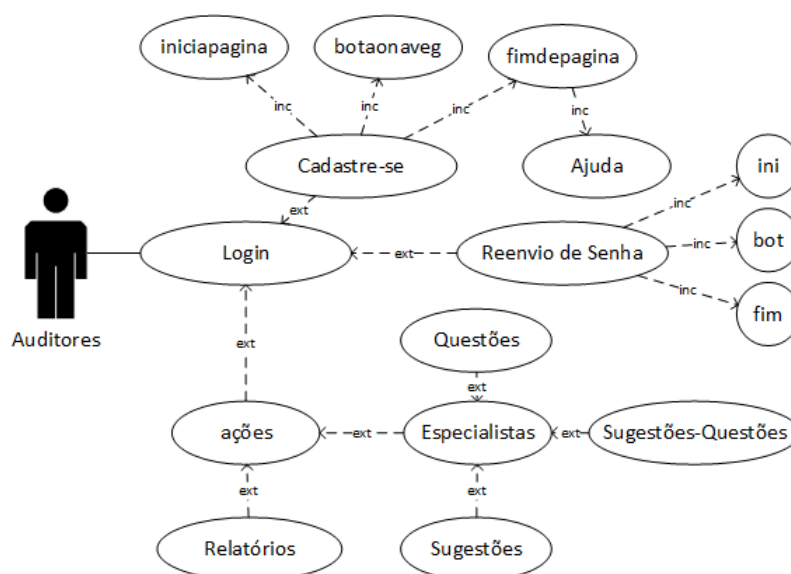 iniciapagina
botaonaveg
fimdepagina
inc
inc
inc
inc
Cadastre-se
Ajuda
ini
ext
inc
Login
ext
Reenvio de Senha
inc
bot
inc
fim
Auditores
Questões
ext
ext
ações
ext
Especialistas
ext
Sugestões-Questões
ext
ext
Relatórios
Sugestões